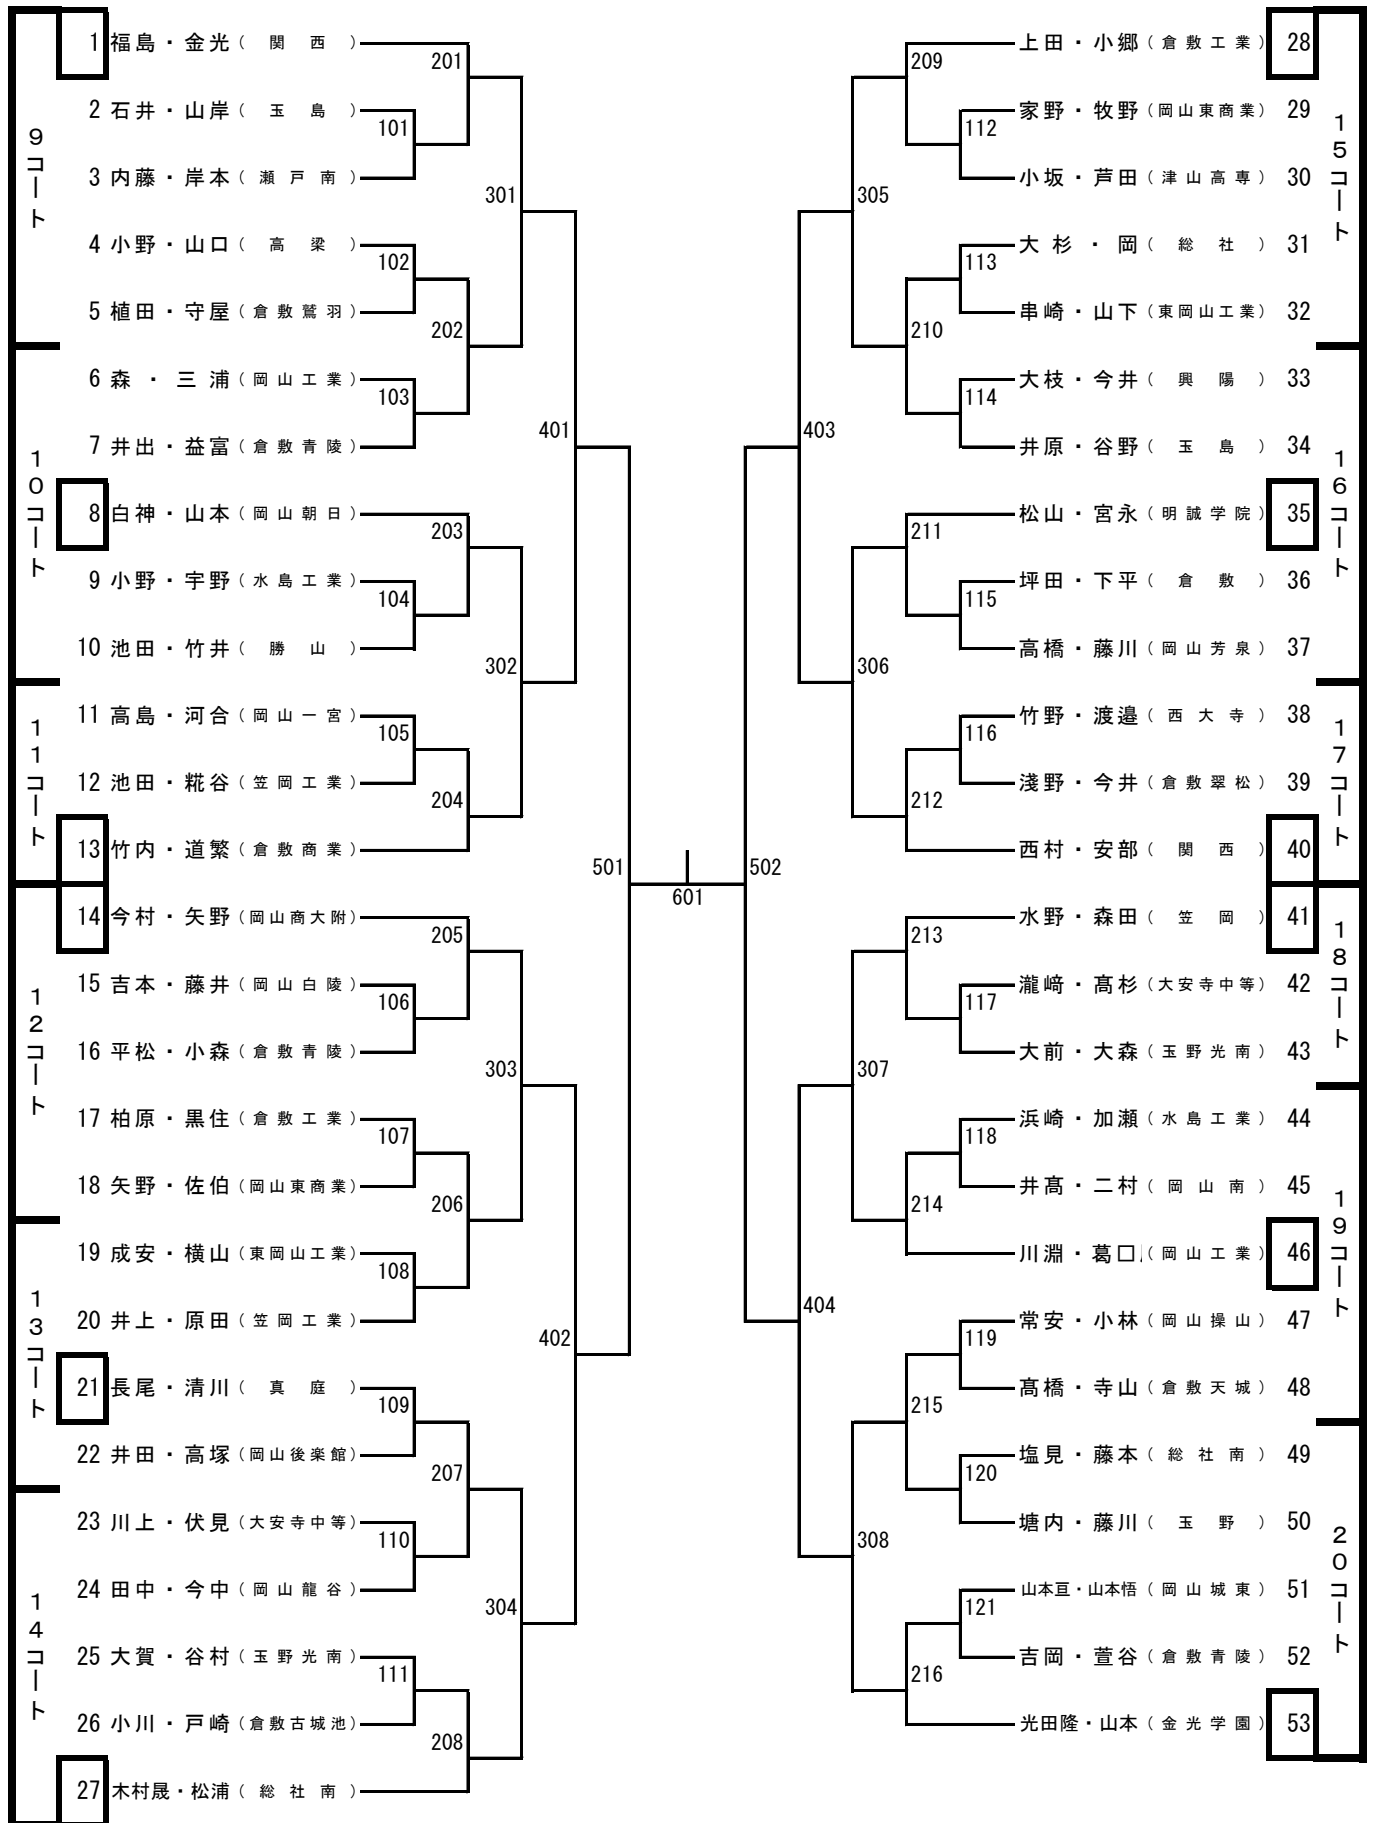 9コート
1 福島・金光（関西）
2 石井・山岸（玉島）
3 内藤・岸本（瀬戸南）
4 小野・山口（高梁）
5 植田・守屋（倉敷鷲羽）
10コート
6 森・三浦（岡山工業）
7 井出・益富（倉敷青陵）
8 白神・山本（岡山朝日）
9 小野・宇野（水島工業）
10 池田・竹井（勝山）
11コート
11 高島・河合（岡山一宮）
12 池田・糀谷（笠岡工業）
13 竹内・道繁（倉敷商業）
12コート
14 今村・矢野（岡山商大附）
15 吉本・藤井（岡山白陵）
16 平松・小森（倉敷青陵）
17 柏原・黒住（倉敷工業）
18 矢野・佐伯（岡山東商業）
13コート
19 成安・横山（東岡山工業）
20 井上・原田（笠岡工業）
21 長尾・清川（真庭）
22 井田・高塚（岡山後楽館）
14コート
23 川上・伏見（大安寺中等）
24 田中・今中（岡山龍谷）
25 大賀・谷村（玉野光南）
26 小川・戸崎（倉敷古城池）
27 木村晟・松浦（総社南）
101
102
103
104
105
106
107
108
109
110
111
201
202
203
204
205
206
207
208
301
302
303
304
401
402
501
601
502
403
404
305
306
307
308
209
210
211
212
213
214
215
216
112
113
114
115
116
117
118
119
120
121
上田・小郷（倉敷工業） 28
家野・牧野（岡山東商業） 29
小坂・芦田（津山高専） 30
大杉・岡（総社） 31
串崎・山下（東岡山工業） 32
15コート
大枝・今井（興陽） 33
井原・谷野（玉島） 34
松山・宮永（明誠学院） 35
坪田・下平（倉敷） 36
高橋・藤川（岡山芳泉） 37
16コート
竹野・渡邉（西大寺） 38
淺野・今井（倉敷翠松） 39
西村・安部（関西） 40
17コート
水野・森田（笠岡） 41
瀧﨑・髙杉（大安寺中等） 42
大前・大森（玉野光南） 43
18コート
浜崎・加瀬（水島工業） 44
井髙・二村（岡山南） 45
川淵・葛口（岡山工業） 46
常安・小林（岡山操山） 47
髙橋・寺山（倉敷天城） 48
19コート
塩見・藤本（総社南） 49
塘内・藤川（玉野） 50
山本亘・山本悟（岡山城東） 51
吉岡・萱谷（倉敷青陵） 52
光田隆・山本（金光学園） 53
20コート